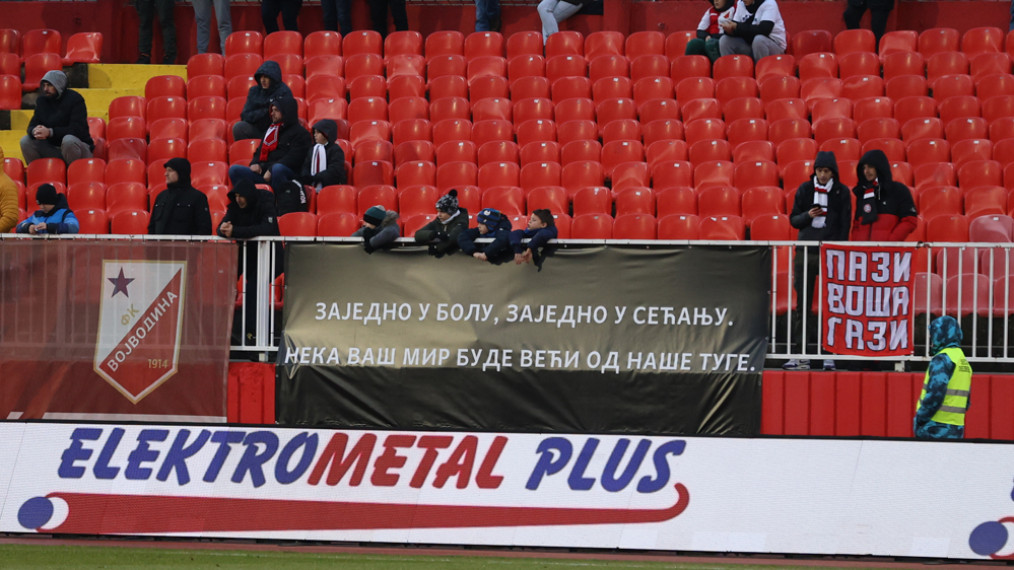 ЗАЈЕДНО У БОЛУ, ЗАЈЕДНО У СЕЋАЊУ.
НЕКА ВАШ МИР БУДЕ ВЕЋИ ОД НАШЕ ТУГЕ.
ФК
ВОЈВОДИНА
1914
ПАЗИ
ВОША
ГАЗИ
ELEKTROMETAL PLUS